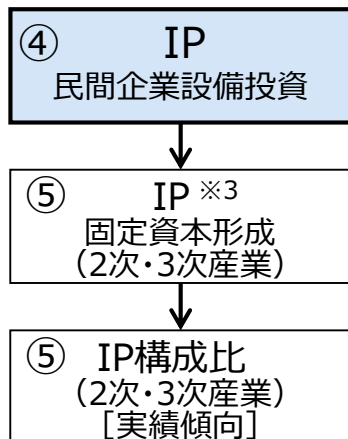 ④ IP
民間企業設備投資
⑤ IP ※3
固定資本形成
(2次・3次産業)
⑤ IP構成比
(2次・3次産業)
[実績傾向]